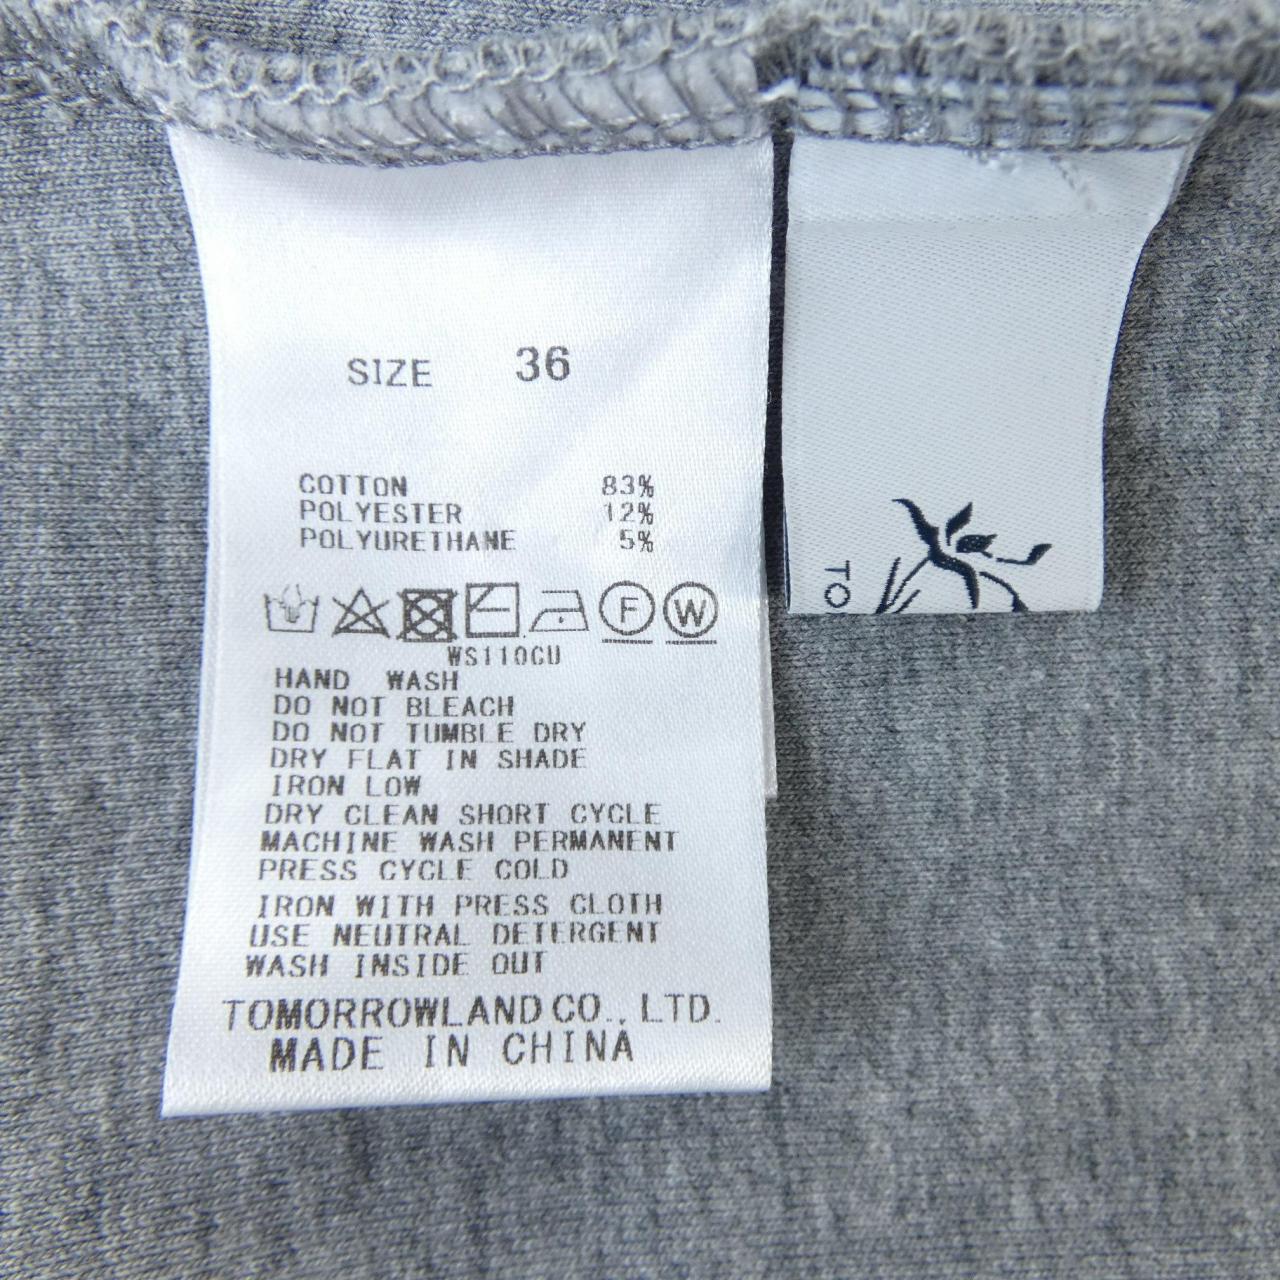 SIZE 36
COTTON 83%
POLYESTER 12%
POLYURETHANE 5%
F W
WS110CU
HAND WASH
DO NOT BLEACH
DO NOT TUMBLE DRY
DRY FLAT IN SHADE
IRON LOW
DRY CLEAN SHORT CYCLE
MACHINE WASH PERMANENT
PRESS CYCLE COLD
IRON WITH PRESS CLOTH
USE NEUTRAL DETERGENT
WASH INSIDE OUT
TOMORROWLAND CO., LTD.
MADE IN CHINA
TO